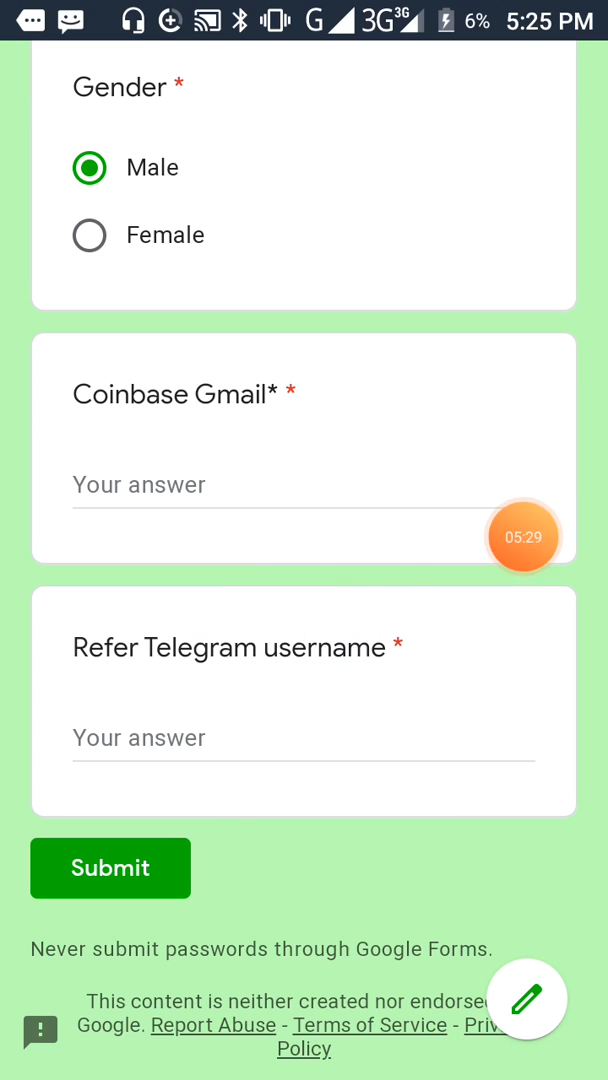 G 3G 3G 6% 5:25 PM
Gender *
Male
Female
Coinbase Gmail* *
Your answer
05:29
Refer Telegram username *
Your answer
Submit
Never submit passwords through Google Forms.
This content is neither created nor endorse
Google. Report Abuse - Terms of Service - Priv
Policy